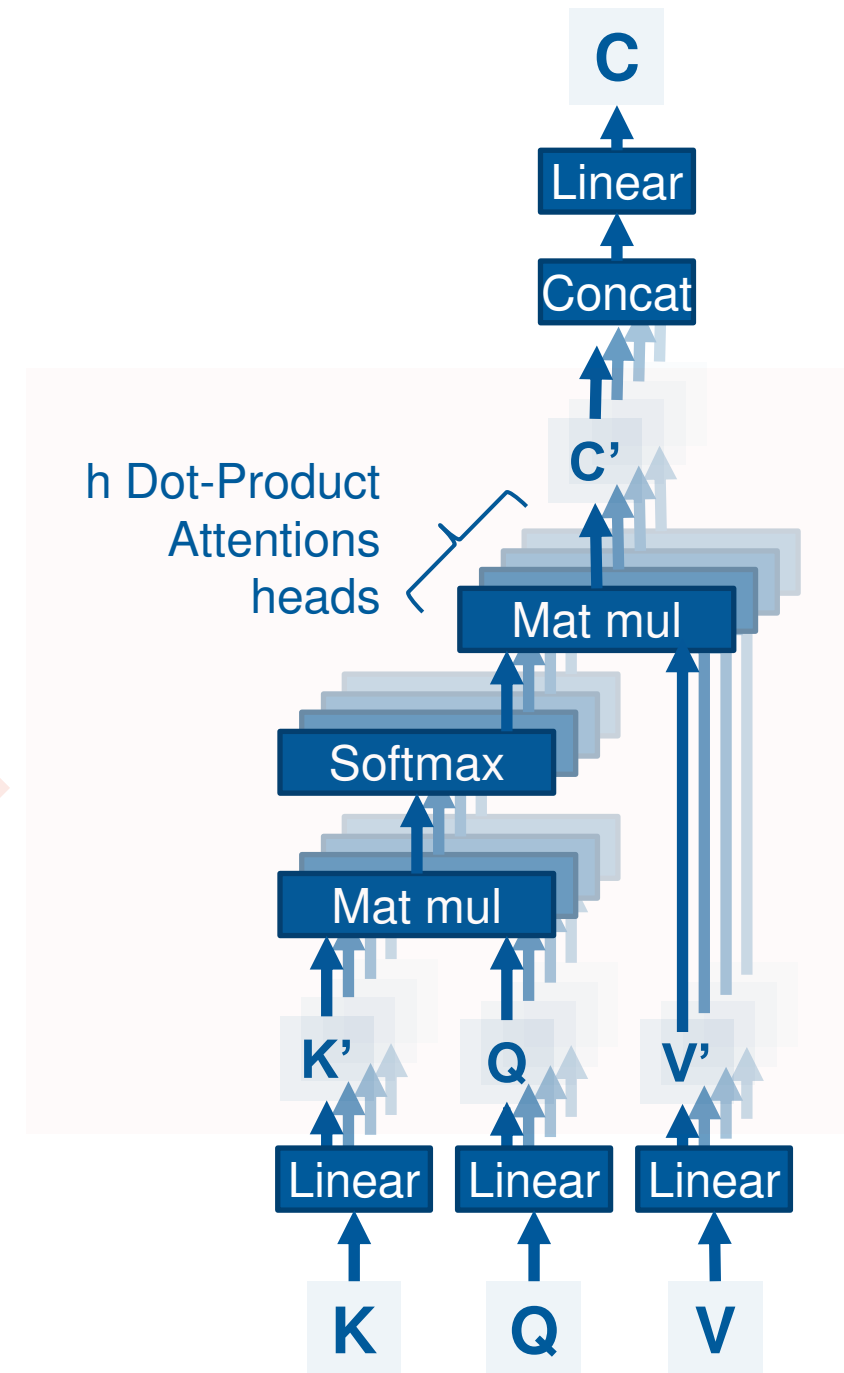 C
Linear
Concat
C’
h Dot-Product
Attentions
heads
Mat mul
Softmax
Mat mul
K’ Q V’
Linear Linear Linear
K Q V